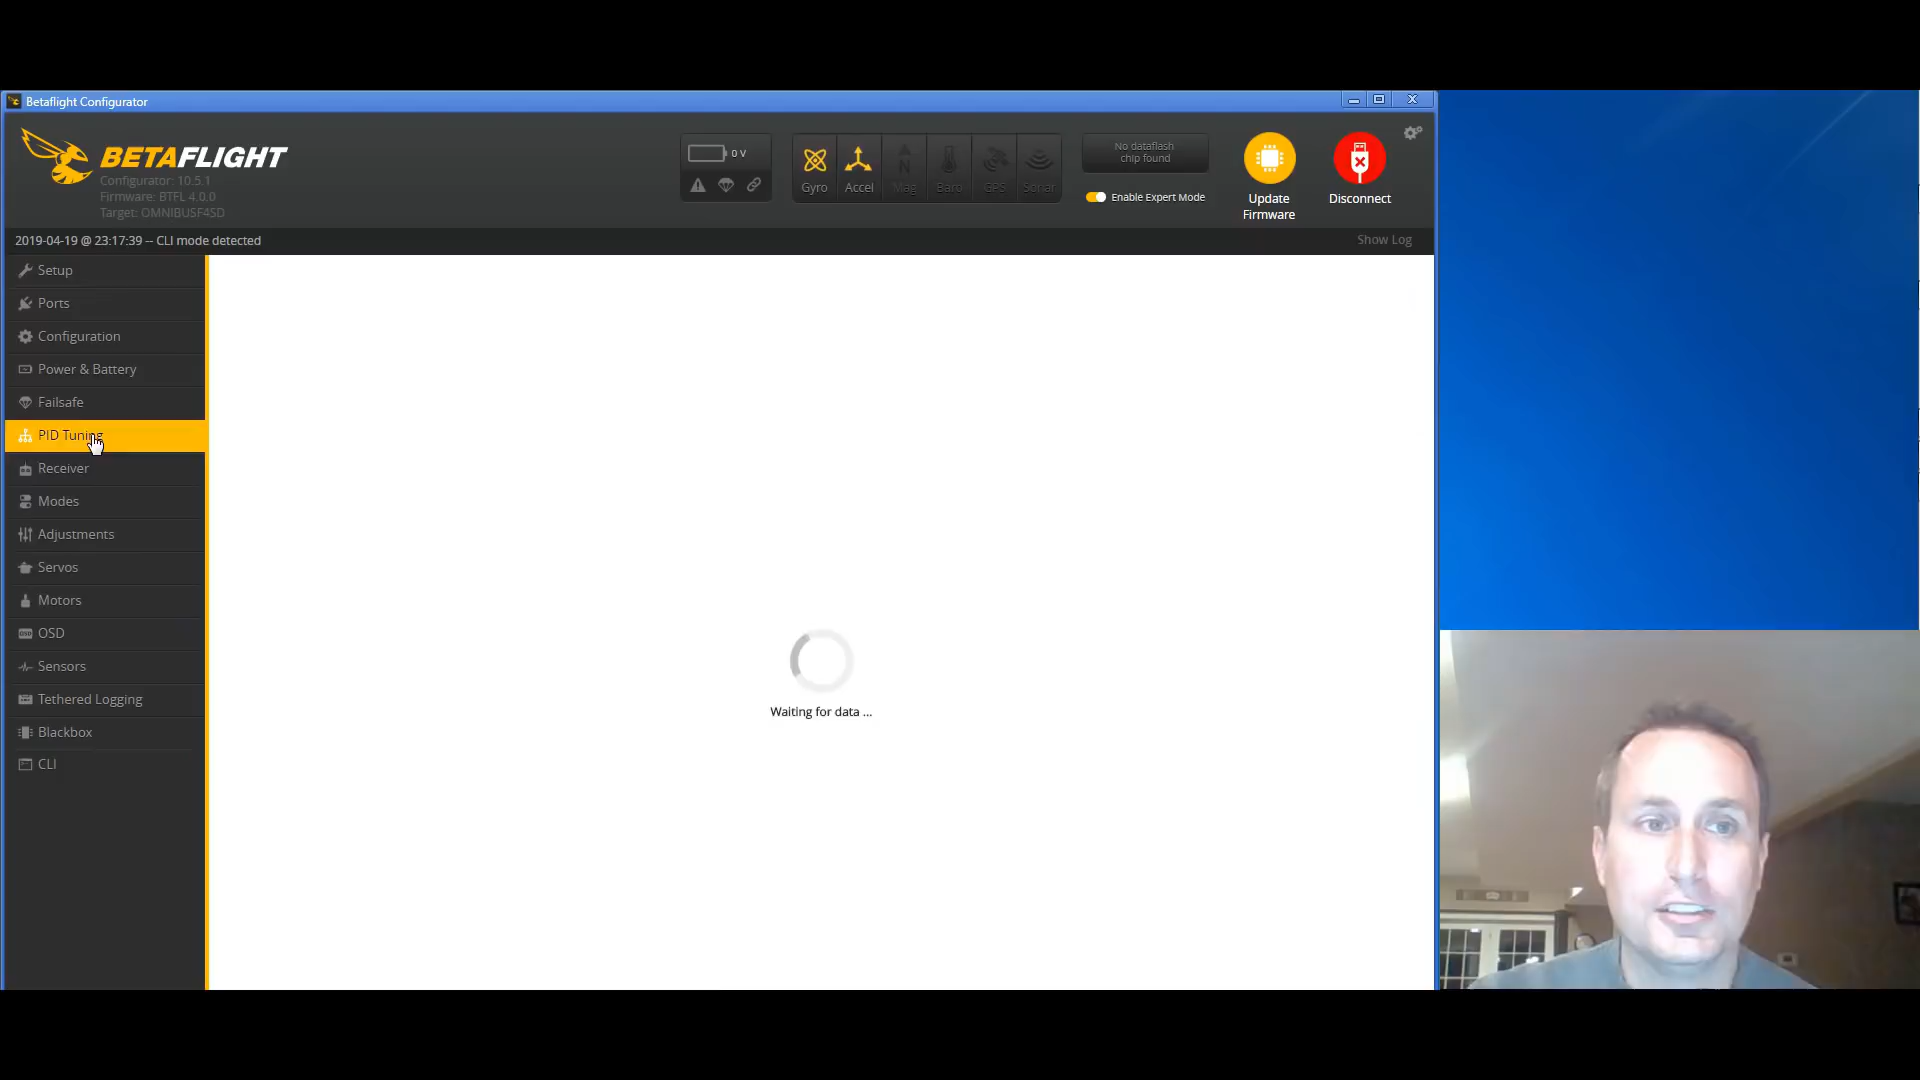 Betaflight Configurator
BETAFLIGHT
Configurator: 10.5.1
Firmware: BTFL 4.0.0
Target: OMNIBUSF4SD
0 V
Gyro
Accel
Mag
Baro
GPS
Sonar
No dataflash
chip found
Enable Expert Mode
Update
Firmware
Disconnect
2019-04-19 @ 23:17:39 -- CLI mode detected
Show Log
Setup
Ports
Configuration
Power & Battery
Failsafe
PID Tuning
Receiver
Modes
Adjustments
Servos
Motors
OSD
Sensors
Tethered Logging
Blackbox
CLI
Waiting for data ...